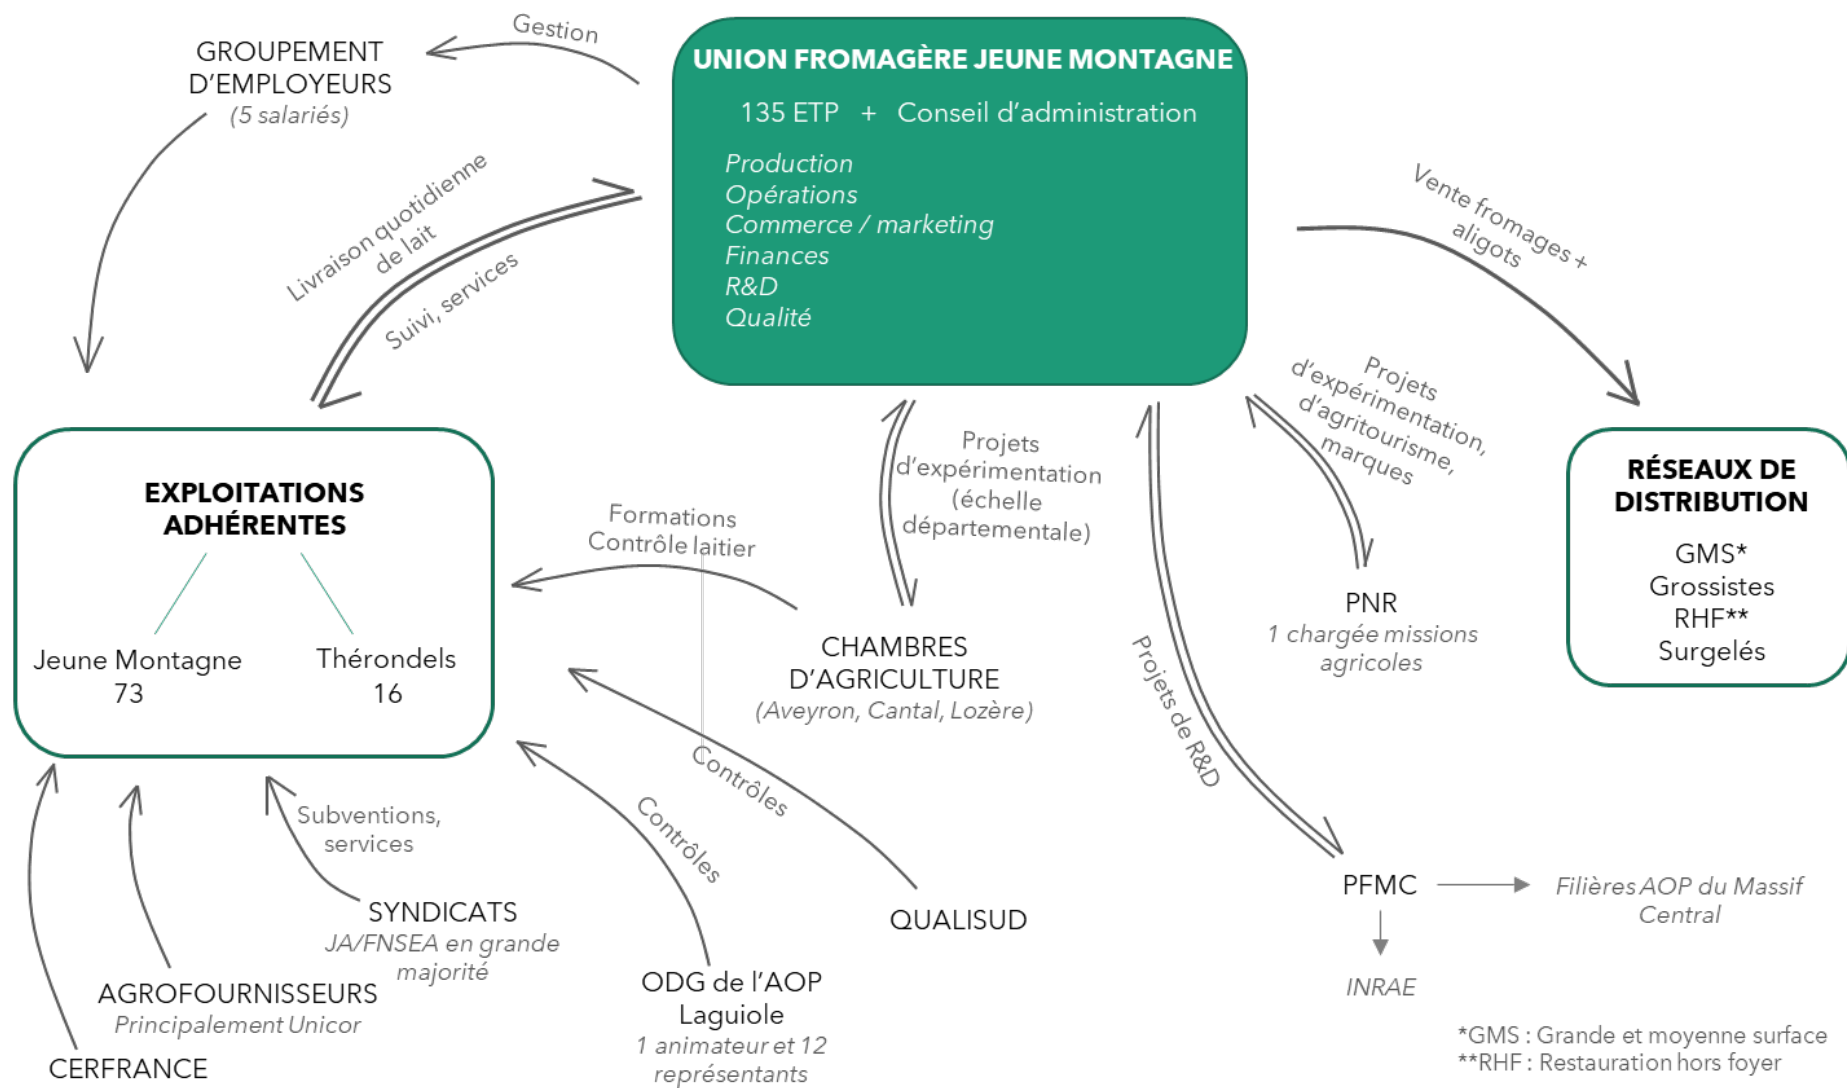 GROUPEMENT
D'EMPLOYEURS
(5 salariés)
Gestion
UNION FROMAGÈRE JEUNE MONTAGNE
135 ETP + Conseil d'administration
Production
Opérations
Commerce / marketing
Finances
R&D
Qualité
Livraison quotidienne
de lait
Suivi, services
Vente fromages +
aligots
Projets
d'expérimentation,
d'agritourisme,
marques
Projets
d'expérimentation
(échelle
départementale)
EXPLOITATIONS
ADHÉRENTES
Jeune Montagne
73
Thérondels
16
Formations
Contrôle laitier
CHAMBRES
D'AGRICULTURE
(Aveyron, Cantal, Lozère)
PNR
1 chargée missions
agricoles
RÉSEAUX DE
DISTRIBUTION
GMS*
Grossistes
RHF**
Surgelés
Projets de R&D
Contrôles
Contrôles
Subventions,
services
SYNDICATS
JA/FNSEA en grande
majorité
QUALISUD
PFMC
Filières AOP du Massif
Central
INRAE
AGROFOURNISSEURS
Principalement Unicor
ODG de l'AOP
Laguiole
1 animateur et 12
représentants
CERFRANCE
*GMS : Grande et moyenne surface
**RHF : Restauration hors foyer